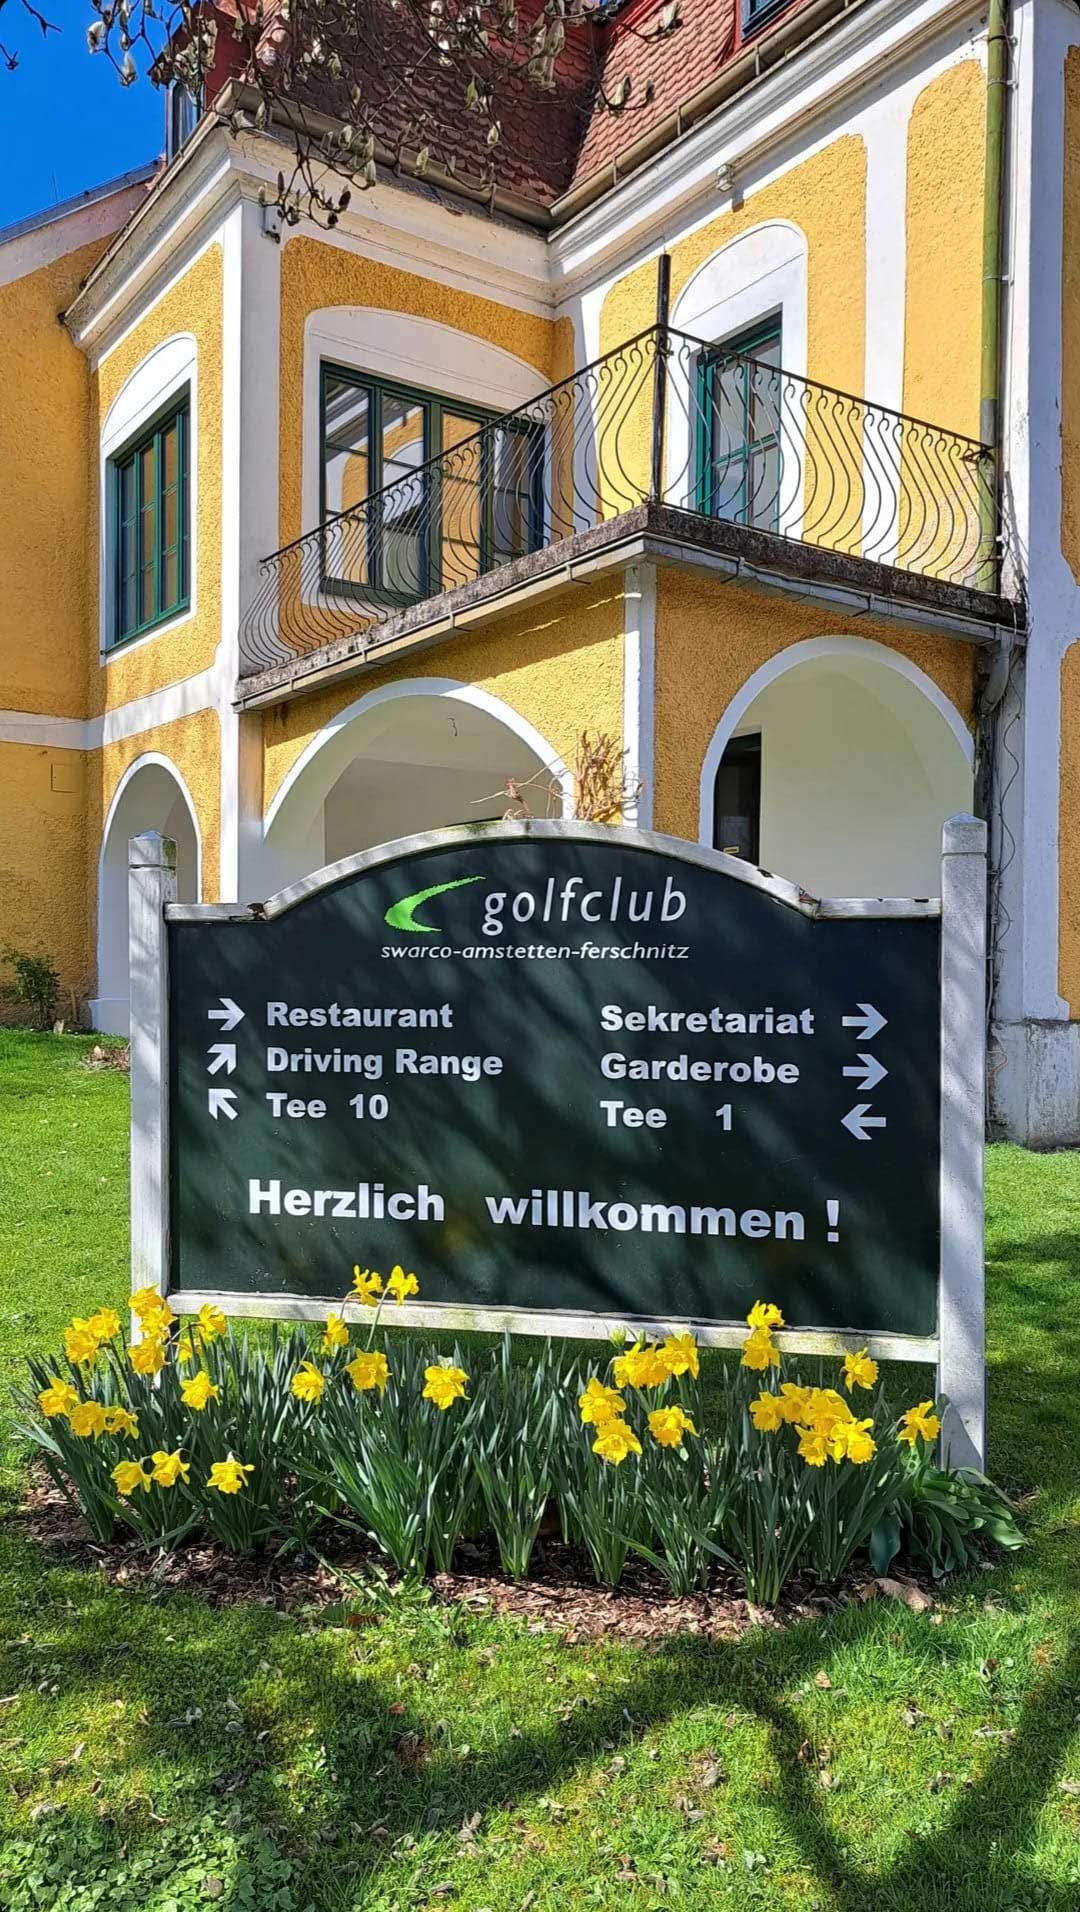 golfclub
swarco-amstetten-ferschnitz
→ Restaurant
↗ Driving Range
↖ Tee 10
Sekretariat →
Garderobe →
Tee 1 ←
Herzlich willkommen !